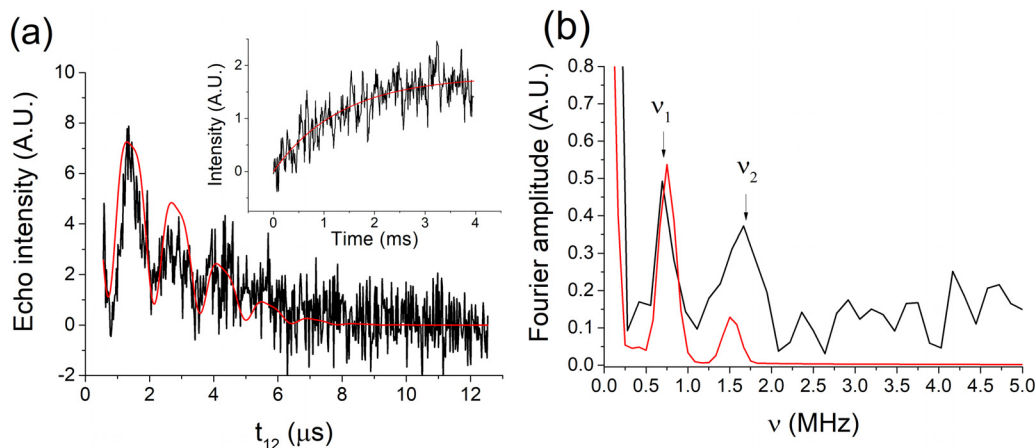 (a)
Echo intensity (A.U.)
10
8
6
4
2
0
-2
0 2 4 6 8 10 12
t12 (μs)
Intensity (A.U.)
2
1
0
0 1 2 3 4
Time (ms)
(b)
Fourier amplitude (A.U.)
0.8
0.7
0.6
0.5
0.4
0.3
0.2
0.1
0.0
ν1
ν2
0.0 0.5 1.0 1.5 2.0 2.5 3.0 3.5 4.0 4.5 5.0
ν (MHz)